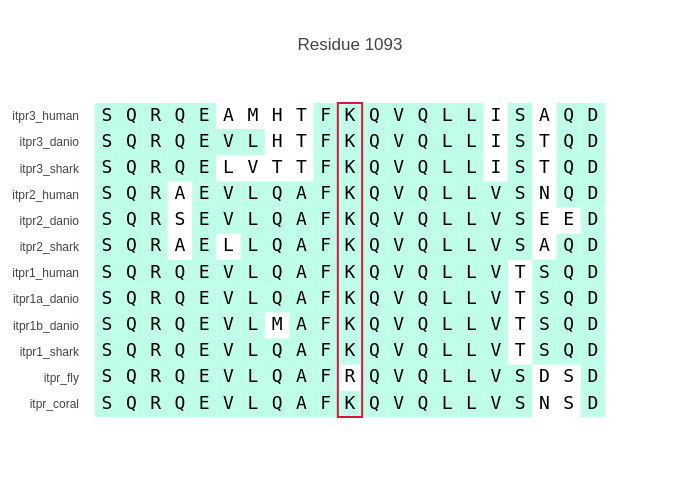 Residue 1093
itpr3_human S Q R Q E A M H T F K Q V Q L L I S A Q D
itpr3_danio S Q R Q E V L H T F K Q V Q L L I S T Q D
itpr3_shark S Q R Q E L V T T F K Q V Q L L I S T Q D
itpr2_human S Q R A E V L Q A F K Q V Q L L V S N Q D
itpr2_danio S Q R S E V L Q A F K Q V Q L L V S E E D
itpr2_shark S Q R A E L L Q A F K Q V Q L L V S A Q D
itpr1_human S Q R Q E V L Q A F K Q V Q L L V T S Q D
itpr1a_danio S Q R Q E V L Q A F K Q V Q L L V T S Q D
itpr1b_danio S Q R Q E V L M A F K Q V Q L L V T S Q D
itpr1_shark S Q R Q E V L Q A F K Q V Q L L V T S Q D
itpr_fly S Q R Q E V L Q A F R Q V Q L L V S D S D
itpr_coral S Q R Q E V L Q A F K Q V Q L L V S N S D